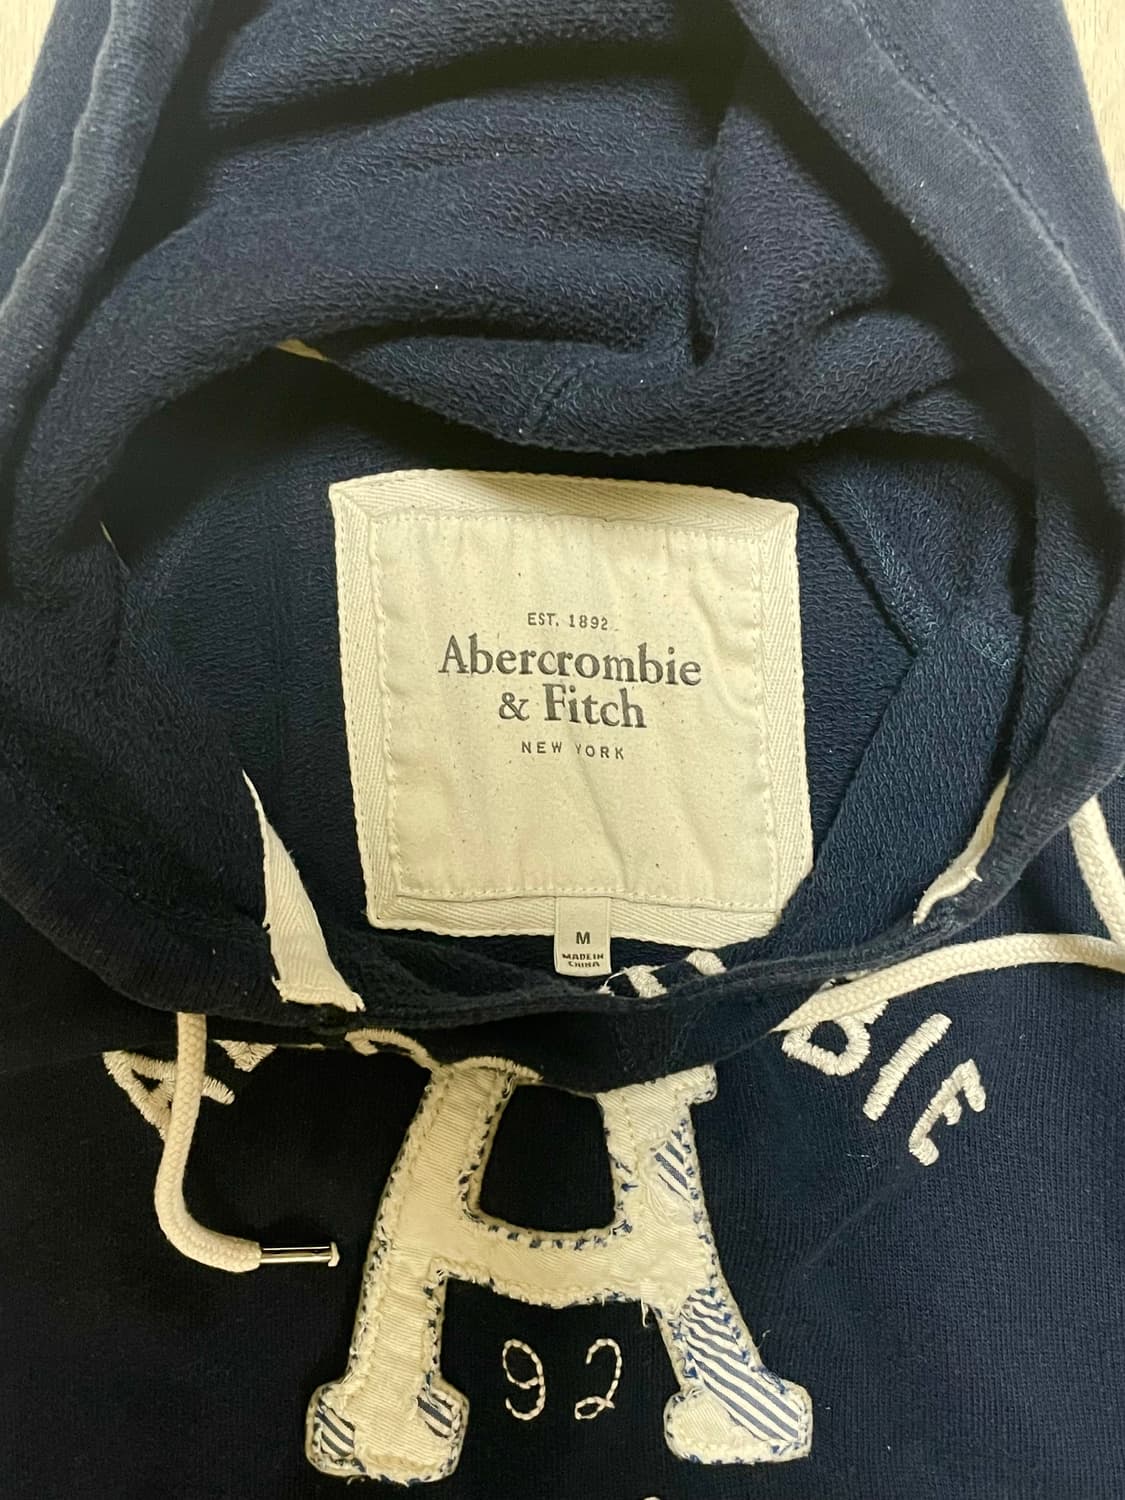 EST. 1892
Abercrombie
& Fitch
NEW YORK
M
MADE IN
CHINA
A
92